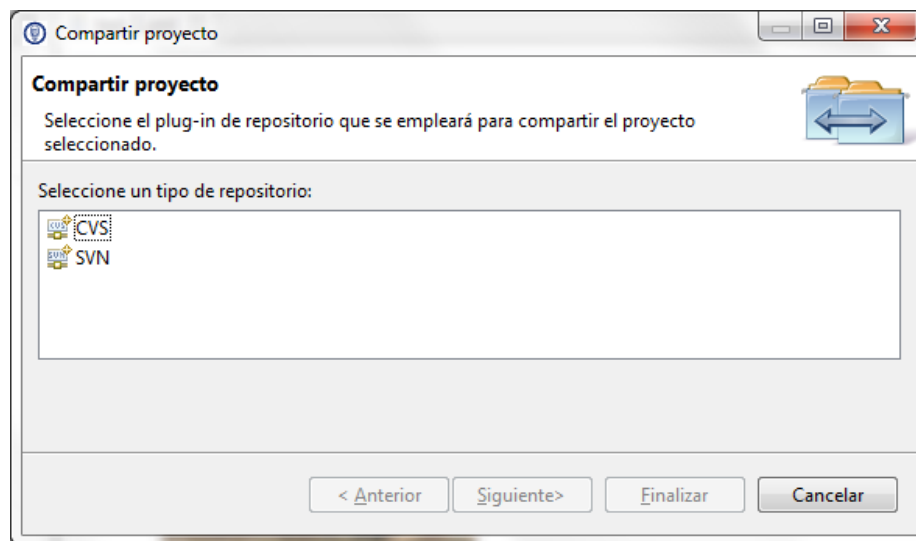 Compartir proyecto
Compartir proyecto
Seleccione el plug-in de repositorio que se empleará para compartir el proyecto
seleccionado.
Seleccione un tipo de repositorio:
CVS
SVN
< Anterior Siguiente> Finalizar Cancelar